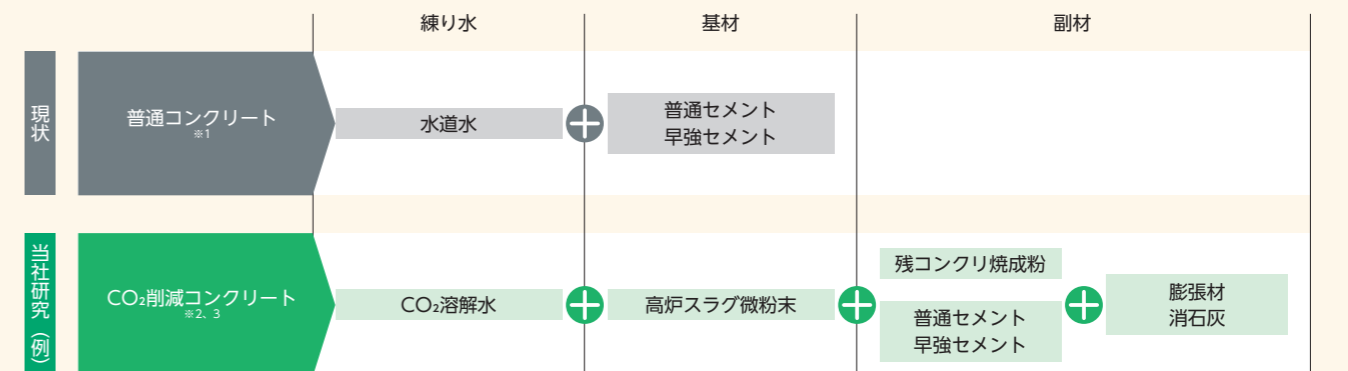 練り水
基材
副材
現状
普通コンクリート
※1
水道水
普通セメント
早強セメント
当社研究（例）
CO₂削減コンクリート
※2、3
CO₂溶解水
高炉スラグ微粉末
残コンクリ焼成粉
普通セメント
早強セメント
膨張材
消石灰